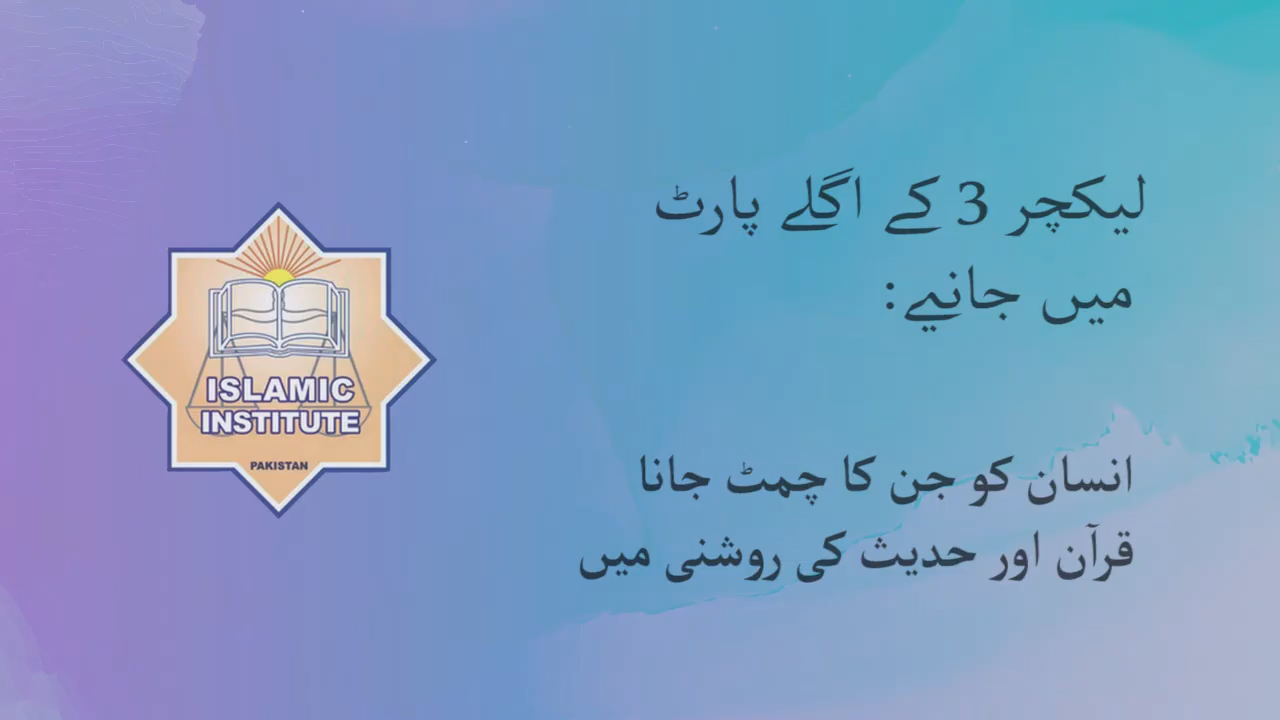 لیکچر 3 کے اگلے پارٹ
میں جانیے:
انسان کو جن کا چمٹ جانا
قرآن اور حدیث کی روشنی میں
ISLAMIC
INSTITUTE
PAKISTAN